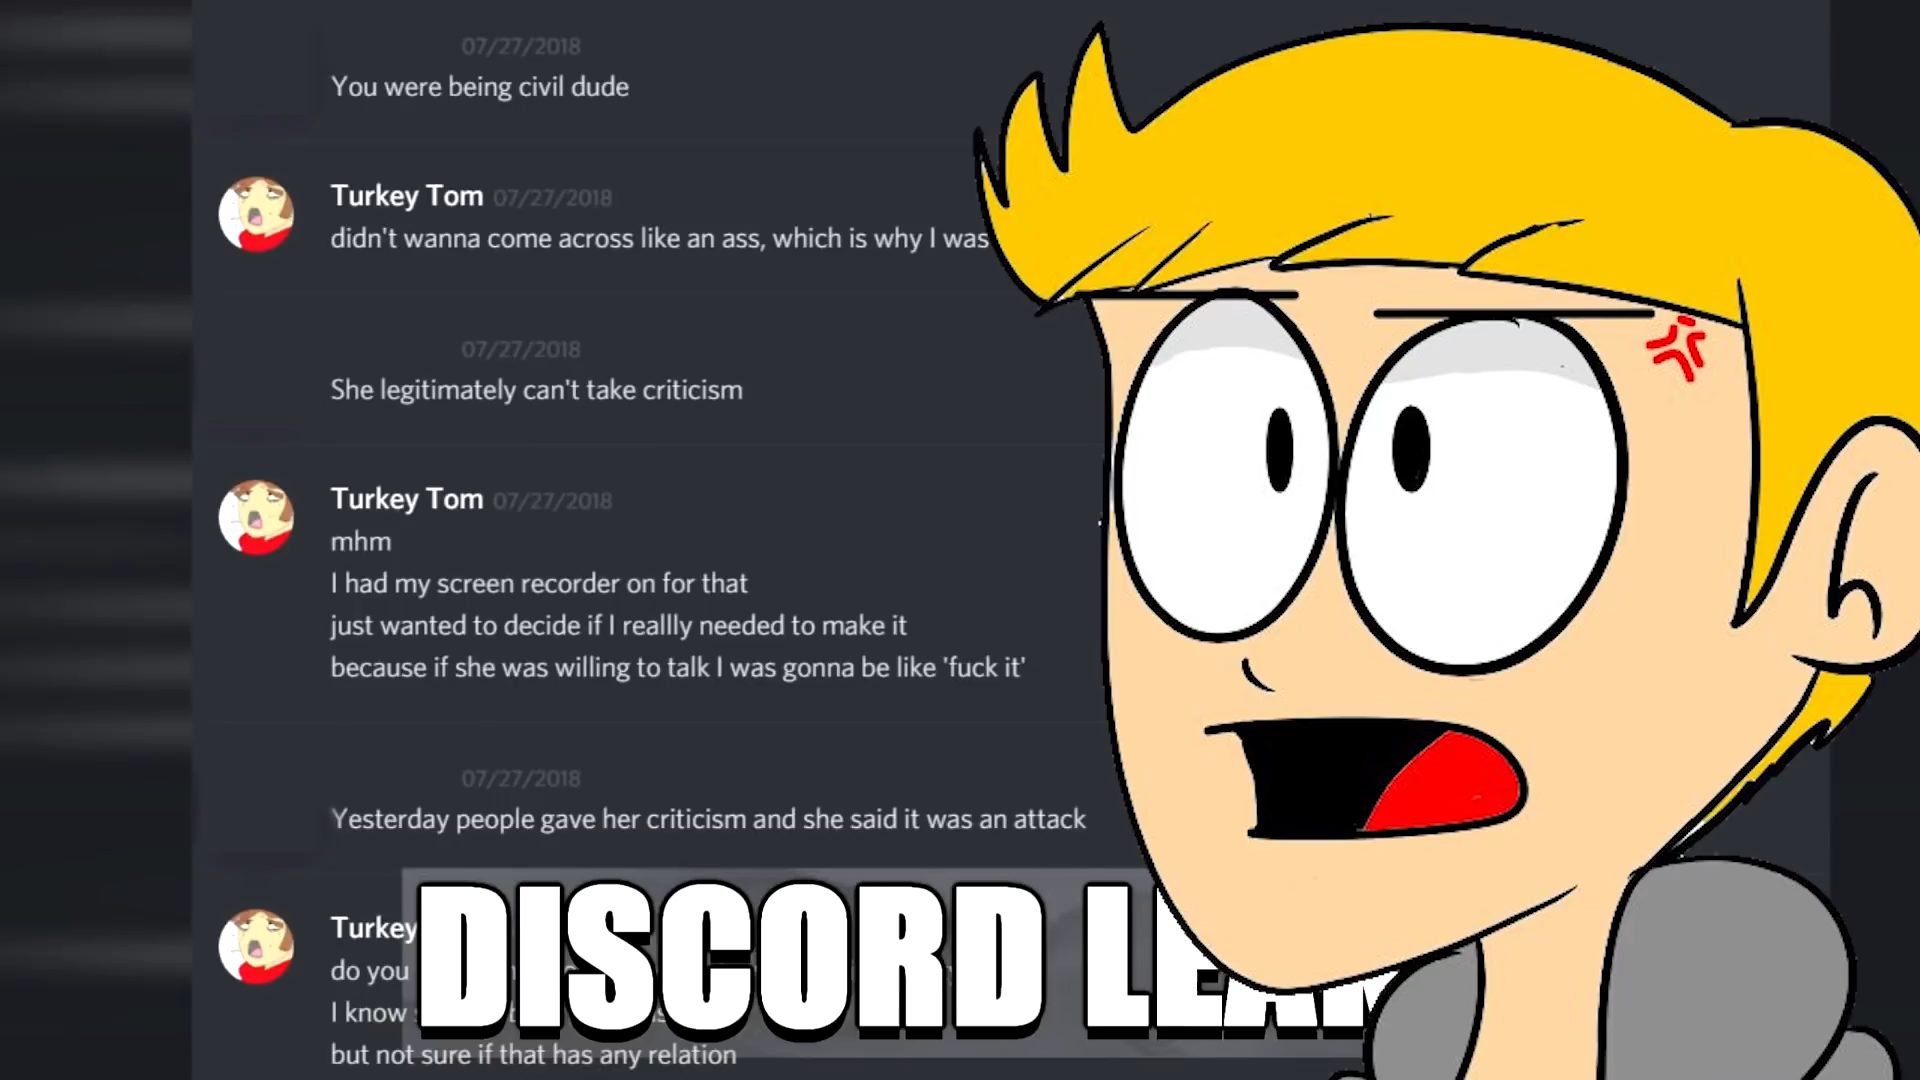 07/27/2018
You were being civil dude
Turkey Tom 07/27/2018
didn't wanna come across like an ass, which is why I was
07/27/2018
She legitimately can't take criticism
Turkey Tom 07/27/2018
mhm
I had my screen recorder on for that
just wanted to decide if I reallly needed to make it
because if she was willing to talk I was gonna be like 'fuck it'
07/27/2018
Yesterday people gave her criticism and she said it was an attack
Turkey
do you
I know
but not sure if that has any relation
DISCORD